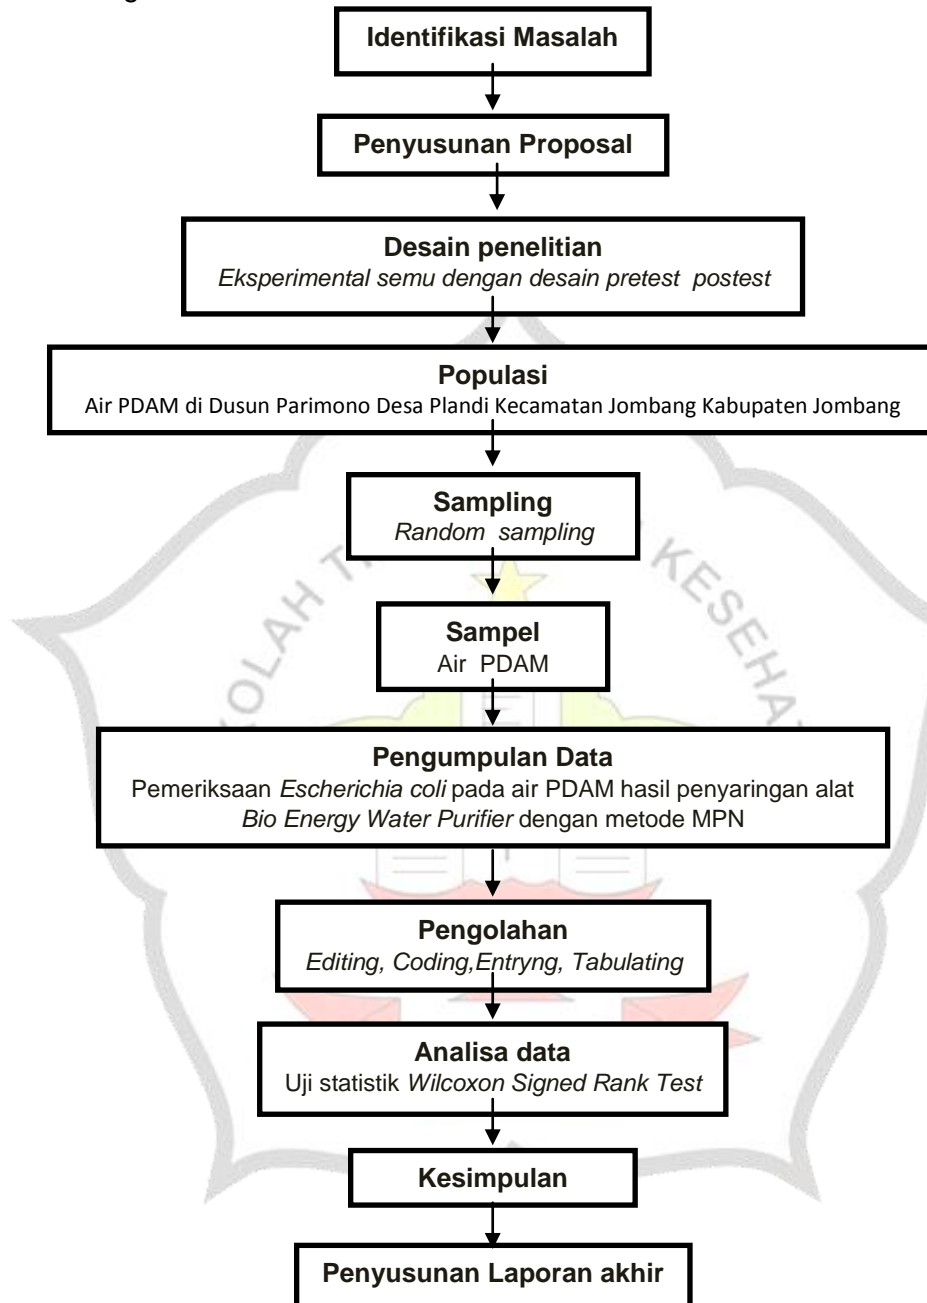 Identifikasi Masalah
Penyusunan Proposal
Desain penelitian
Eksperimental semu dengan desain pretest postest
Populasi
Air PDAM di Dusun Parimono Desa Plandi Kecamatan Jombang Kabupaten Jombang
Sampling
Random sampling
Sampel
Air PDAM
Pengumpulan Data
Pemeriksaan Escherichia coli pada air PDAM hasil penyaringan alat
Bio Energy Water Purifier dengan metode MPN
Pengolahan
Editing, Coding,Entryng, Tabulating
Analisa data
Uji statistik Wilcoxon Signed Rank Test
Kesimpulan
Penyusunan Laporan akhir